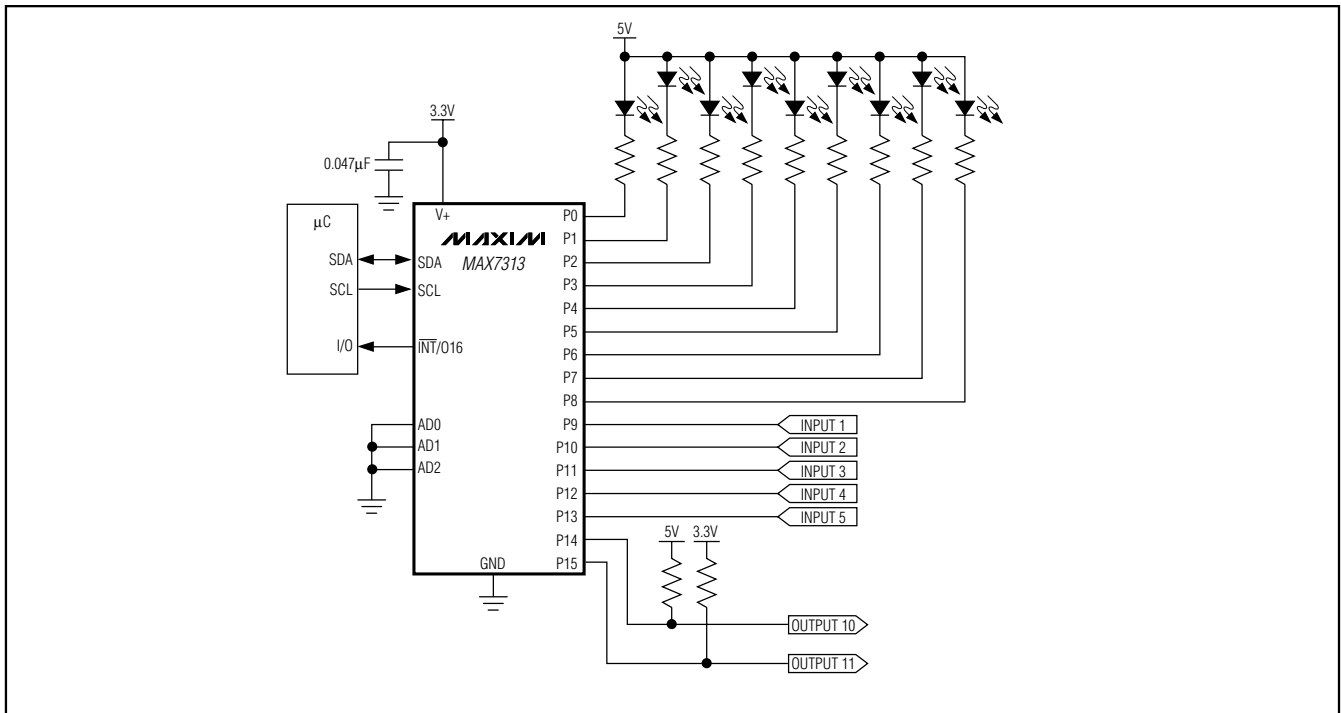 5V
3.3V
0.047μF
μC
SDA
SCL
I/O
V+
MAXIM
MAX7313
SDA
SCL
INT/O16
AD0
AD1
AD2
GND
P0
P1
P2
P3
P4
P5
P6
P7
P8
P9
P10
P11
P12
P13
P14
P15
INPUT 1
INPUT 2
INPUT 3
INPUT 4
INPUT 5
5V
3.3V
OUTPUT 10
OUTPUT 11